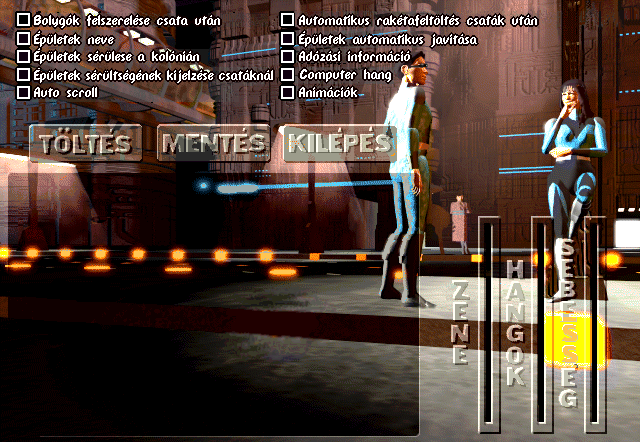 Bolygók felszerelése csata után
Épületek neve
Épületek sérülése a kolónián
Épületek sérültségének kijelzése csatáknál
Auto scroll
Automatikus rakétafeltöltés csaták után
Épületek automatikus javítása
Adózási információ
Computer hang
Animációk
TÖLTÉS
MENTÉS
KILÉPÉS
ZENE
HANGOK
SEBESSÉG